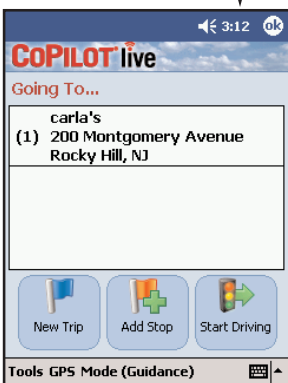 3:12 ok
CoPILOT live
Going To...
carla's
(1) 200 Montgomery Avenue
Rocky Hill, NJ
New Trip Add Stop Start Driving
Tools GPS Mode (Guidance)